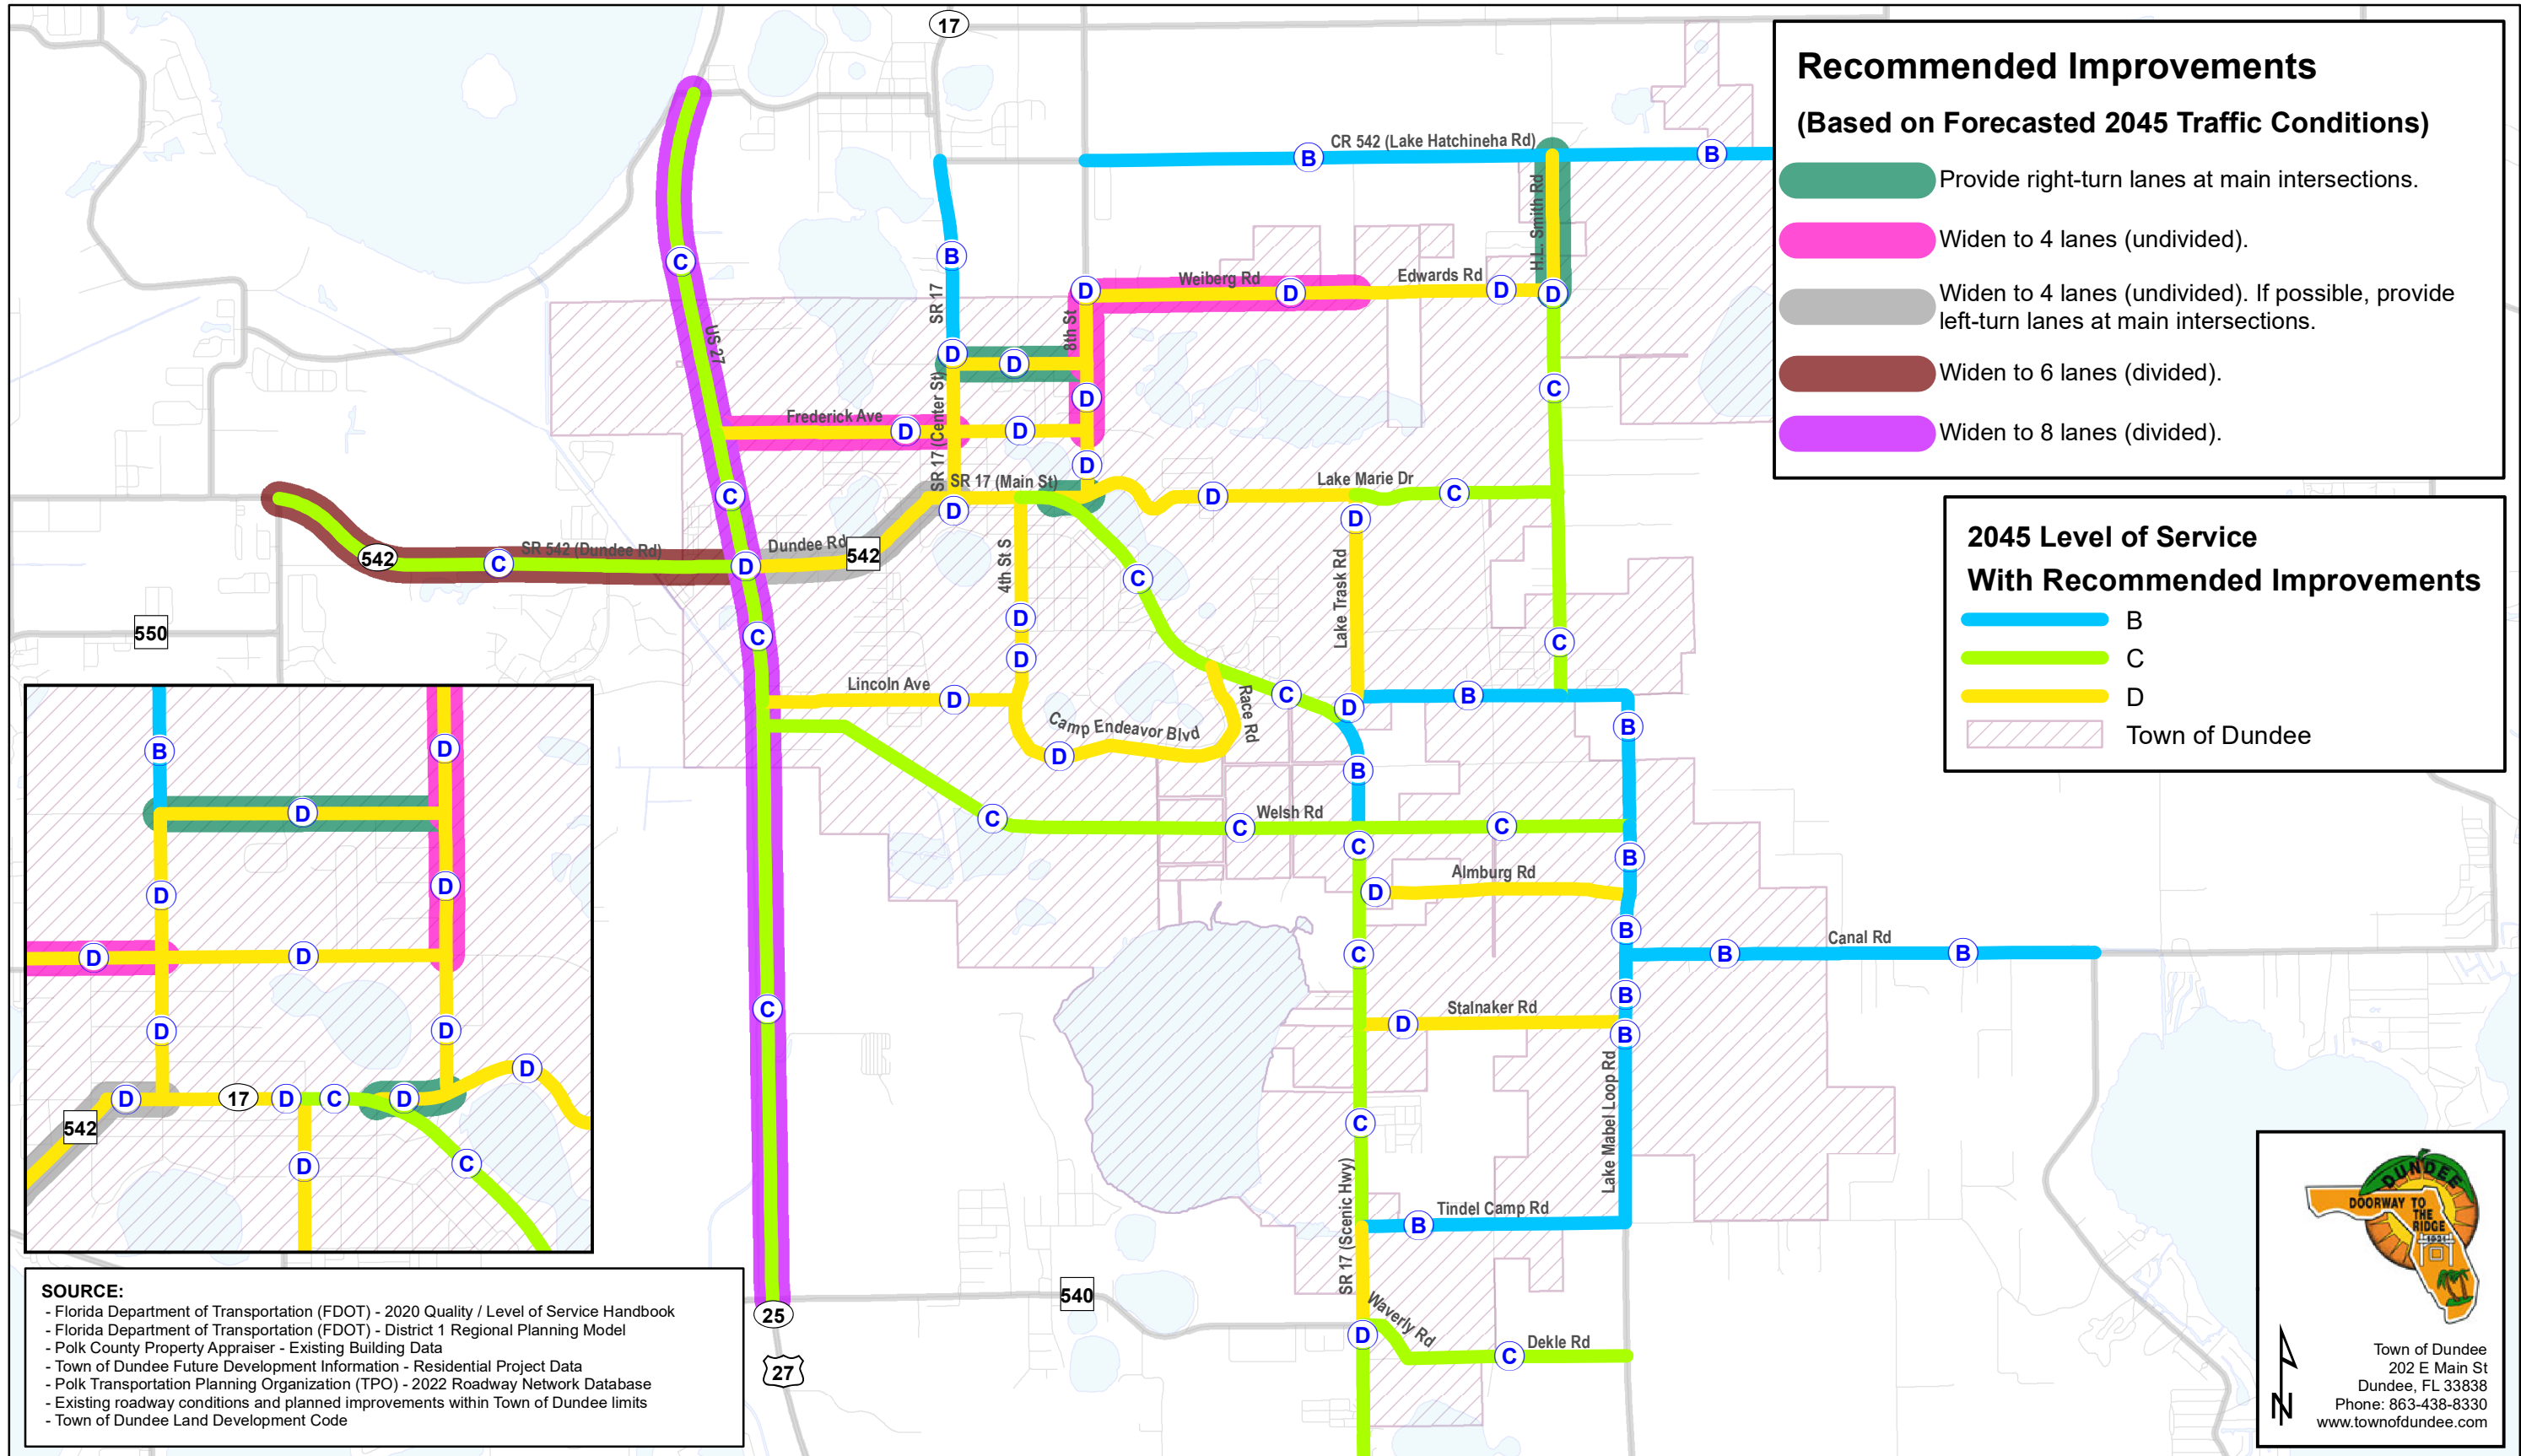 17
Recommended Improvements
(Based on Forecasted 2045 Traffic Conditions)
Provide right-turn lanes at main intersections.
Widen to 4 lanes (undivided).
Widen to 4 lanes (undivided). If possible, provide
left-turn lanes at main intersections.
Widen to 6 lanes (divided).
Widen to 8 lanes (divided).
2045 Level of Service
With Recommended Improvements
B
C
D
Town of Dundee
CR 542 (Lake Hatchineha Rd)
B
B
H.L. Smith Rd
B
C
SR 17
US 27
8th St
Weiberg Rd
Edwards Rd
D
D
D
D
D
D
C
D
SR 17 (Center St)
Frederick Ave
D
D
D
SR 17 (Main St)
D
C
D
Lake Marie Dr
C
D
Dundee Rd
542
SR 542 (Dundee Rd)
542
C
D
4th St S
C
Lake Trask Rd
D
D
D
C
550
C
Lincoln Ave
D
Camp Endeavor Blvd
D
Race Rd
C
D
B
B
B
Welsh Rd
C
C
C
C
B
Almburg Rd
D
B
C
Canal Rd
B
B
C
B
Stalnaker Rd
D
B
C
Lake Mabel Loop Rd
SR 17 (Scenic Hwy)
Tindel Camp Rd
B
540
Waverly Rd
D
Dekle Rd
C
25
27
B
D
D
D
D
D
D
D
D
D
17
D
C
D
D
542
D
C
SOURCE:
- Florida Department of Transportation (FDOT) - 2020 Quality / Level of Service Handbook
- Florida Department of Transportation (FDOT) - District 1 Regional Planning Model
- Polk County Property Appraiser - Existing Building Data
- Town of Dundee Future Development Information - Residential Project Data
- Polk Transportation Planning Organization (TPO) - 2022 Roadway Network Database
- Existing roadway conditions and planned improvements within Town of Dundee limits
- Town of Dundee Land Development Code
DUNDEE
DOORWAY TO
THE
RIDGE
N
Town of Dundee
202 E Main St
Dundee, FL 33838
Phone: 863-438-8330
www.townofdundee.com